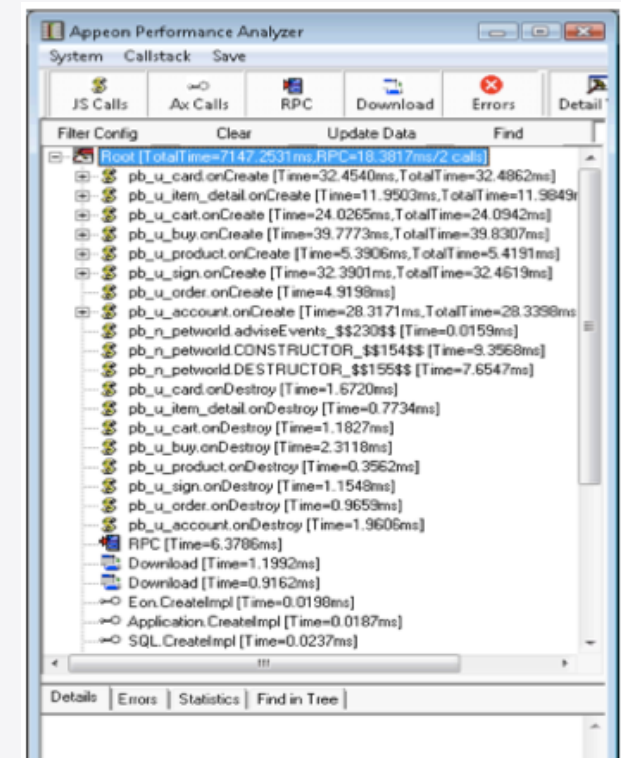 Appeon Performance Analyzer
System Callstack Save
JS Calls Ax Calls RPC Download Errors Detail
Filter Config Clear Update Data Find
Root [TotalTime=7147.2531ms,RPC=18.3817ms/2 calls]
pb_u_card.onCreate [Time=32.4540ms,TotalTime=32.4862ms]
pb_u_item_detail.onCreate [Time=11.9503ms,TotalTime=11.9849m
pb_u_cart.onCreate [Time=24.0265ms,TotalTime=24.0942ms]
pb_u_buy.onCreate [Time=39.7773ms,TotalTime=39.8307ms]
pb_u_product.onCreate [Time=5.3906ms,TotalTime=5.4191ms]
pb_u_sign.onCreate [Time=32.3901ms,TotalTime=32.4619ms]
pb_u_order.onCreate [Time=4.9198ms]
pb_u_account.onCreate [Time=28.3171ms,TotalTime=28.3398ms
pb_n_petworld.adviseEvents_$$230$$ [Time=0.0159ms]
pb_n_petworld.CONSTRUCTOR_$$154$$ [Time=9.3568ms]
pb_n_petworld.DESTRUCTOR_$$155$$ [Time=7.6547ms]
pb_u_card.onDestroy [Time=1.6720ms]
pb_u_item_detail.onDestroy [Time=0.7734ms]
pb_u_cart.onDestroy [Time=1.1827ms]
pb_u_buy.onDestroy [Time=2.3118ms]
pb_u_product.onDestroy [Time=0.3562ms]
pb_u_sign.onDestroy [Time=1.1548ms]
pb_u_order.onDestroy [Time=0.9659ms]
pb_u_account.onDestroy [Time=1.9606ms]
RPC [Time=6.3786ms]
Download [Time=1.1992ms]
Download [Time=0.9162ms]
Eon.CreateImpl [Time=0.0198ms]
Application.CreateImpl [Time=0.0187ms]
SQL.CreateImpl [Time=0.0237ms]
Details Errors Statistics Find in Tree